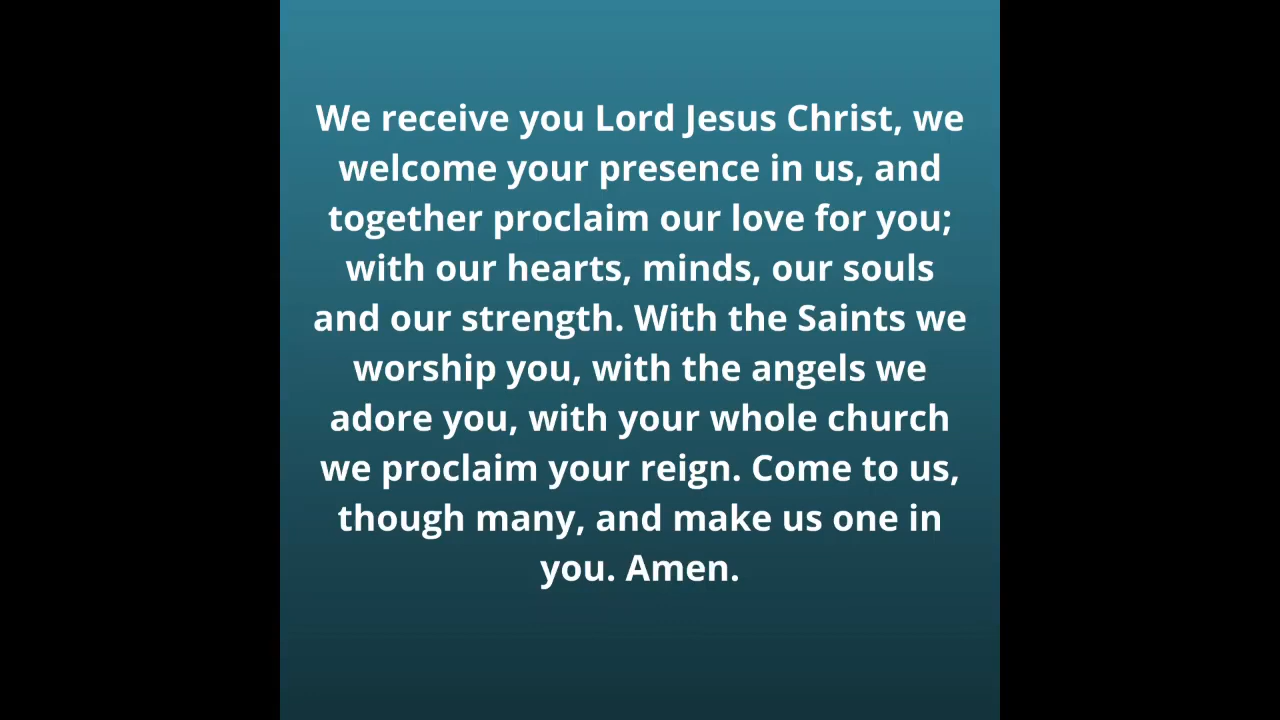 We receive you Lord Jesus Christ, we
welcome your presence in us, and
together proclaim our love for you;
with our hearts, minds, our souls
and our strength. With the Saints we
worship you, with the angels we
adore you, with your whole church
we proclaim your reign. Come to us,
though many, and make us one in
you. Amen.